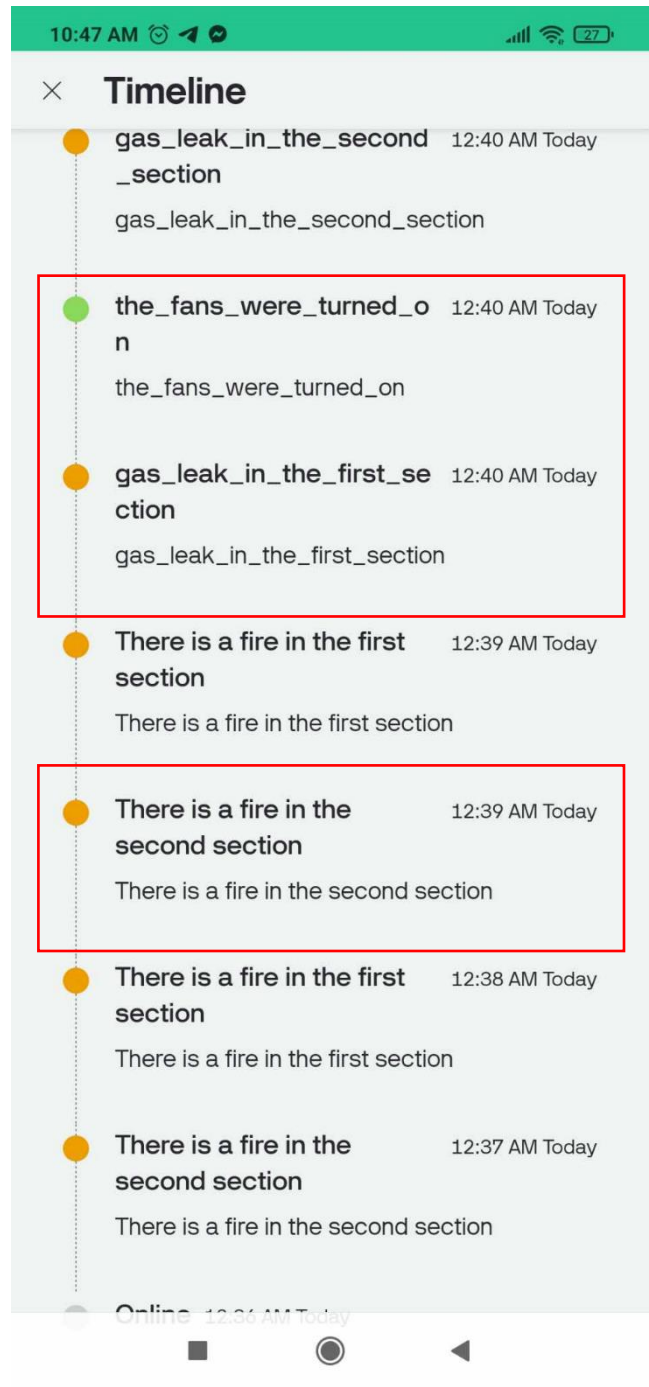 10:47 AM 27
Timeline
gas_leak_in_the_second 12:40 AM Today
_section
gas_leak_in_the_second_section
the_fans_were_turned_o 12:40 AM Today
n
the_fans_were_turned_on
gas_leak_in_the_first_se 12:40 AM Today
ction
gas_leak_in_the_first_section
There is a fire in the first 12:39 AM Today
section
There is a fire in the first section
There is a fire in the 12:39 AM Today
second section
There is a fire in the second section
There is a fire in the first 12:38 AM Today
section
There is a fire in the first section
There is a fire in the 12:37 AM Today
second section
There is a fire in the second section
Online 12:36 AM Today